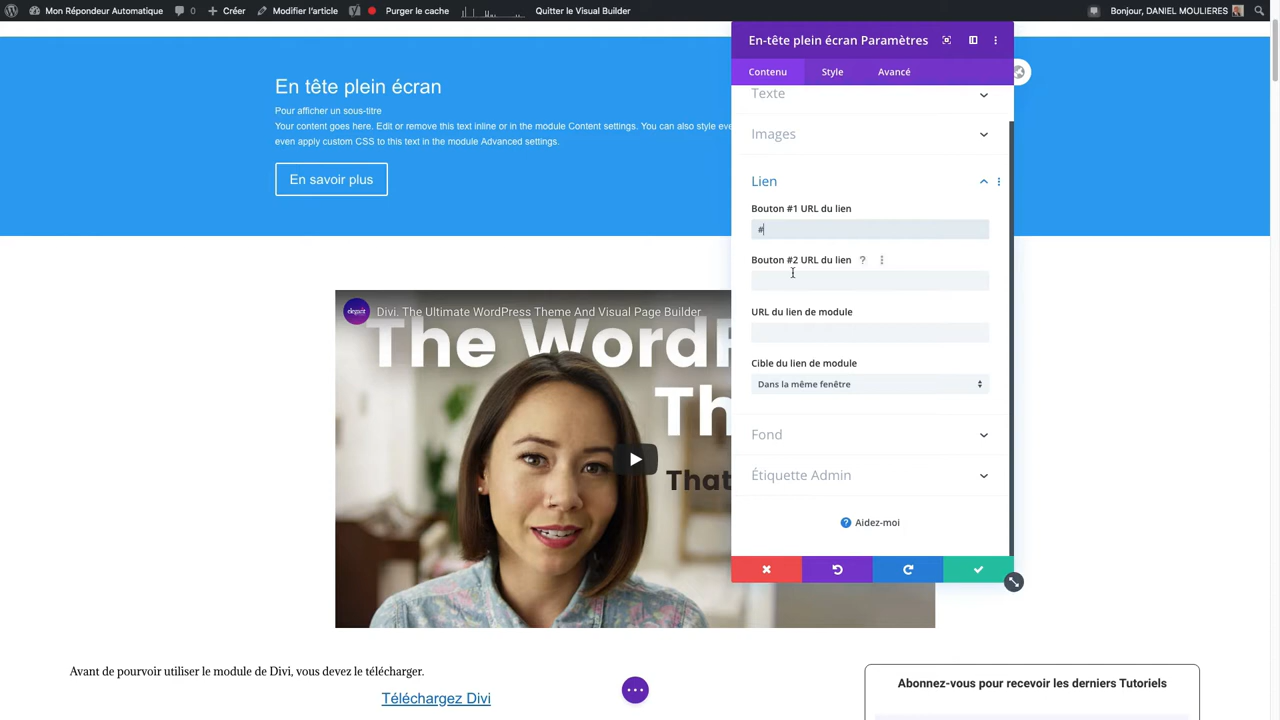 Mon Répondeur Automatique 0 Créer Modifier l'article Purger le cache Quitter le Visual Builder Bonjour, DANIEL MOULIERES
En-tête plein écran Paramètres
Contenu Style Avancé
En tête plein écran
Pour afficher un sous-titre
Your content goes here. Edit or remove this text inline or in the module Content settings. You can also style eve
even apply custom CSS to this text in the module Advanced settings.
En savoir plus
Texte
Images
Lien
Bouton #1 URL du lien
#
Bouton #2 URL du lien ?
URL du lien de module
Cible du lien de module
Dans la même fenêtre
Fond
Étiquette Admin
? Aidez-moi
elegant Divi. The Ultimate WordPress Theme And Visual Page Builder
The WordP
Th
That
Avant de pourvoir utiliser le module de Divi, vous devez le télécharger.
Téléchargez Divi
Abonnez-vous pour recevoir les derniers Tutoriels